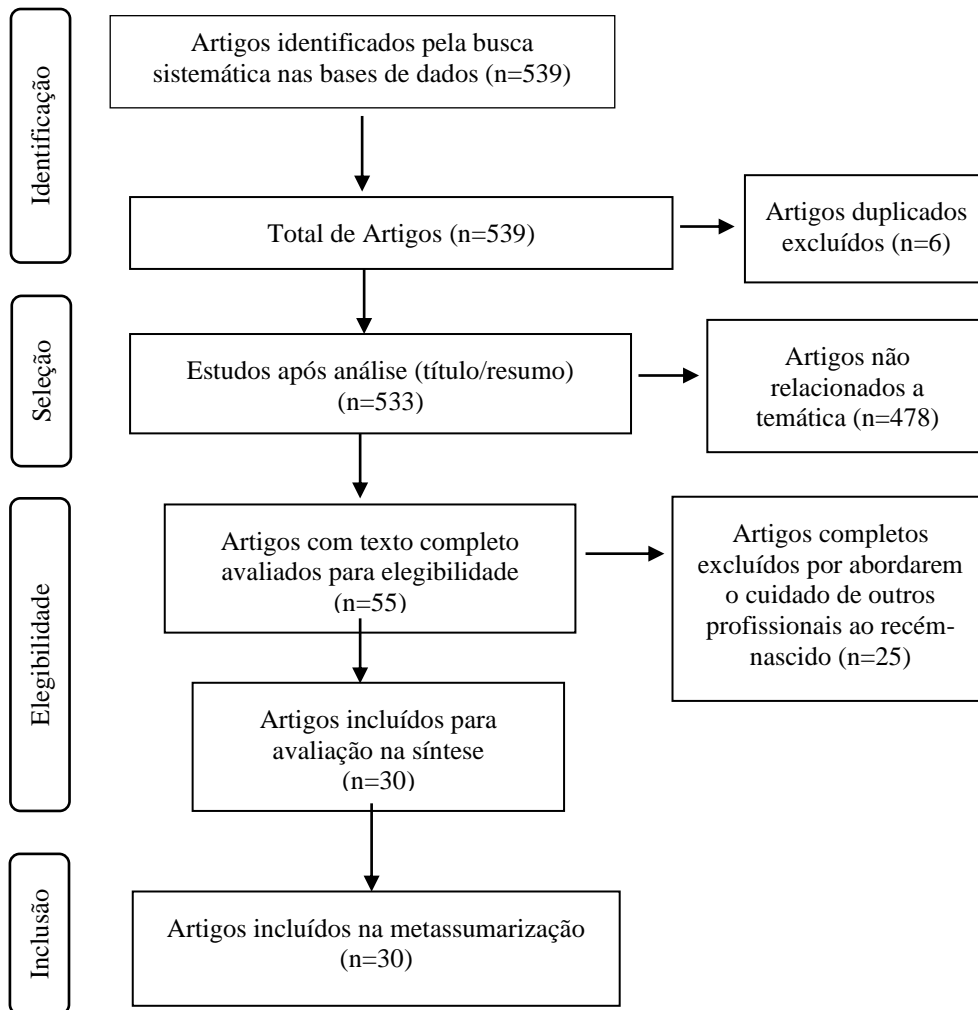 Identificação
Artigos identificados pela busca
sistemática nas bases de dados (n=539)
Total de Artigos (n=539)
Artigos duplicados
excluídos (n=6)
Seleção
Estudos após análise (título/resumo)
(n=533)
Artigos não
relacionados a
temática (n=478)
Elegibilidade
Artigos com texto completo
avaliados para elegibilidade
(n=55)
Artigos completos
excluídos por abordarem
o cuidado de outros
profissionais ao recém-
nascido (n=25)
Artigos incluídos para
avaliação na síntese
(n=30)
Inclusão
Artigos incluídos na metassumarização
(n=30)